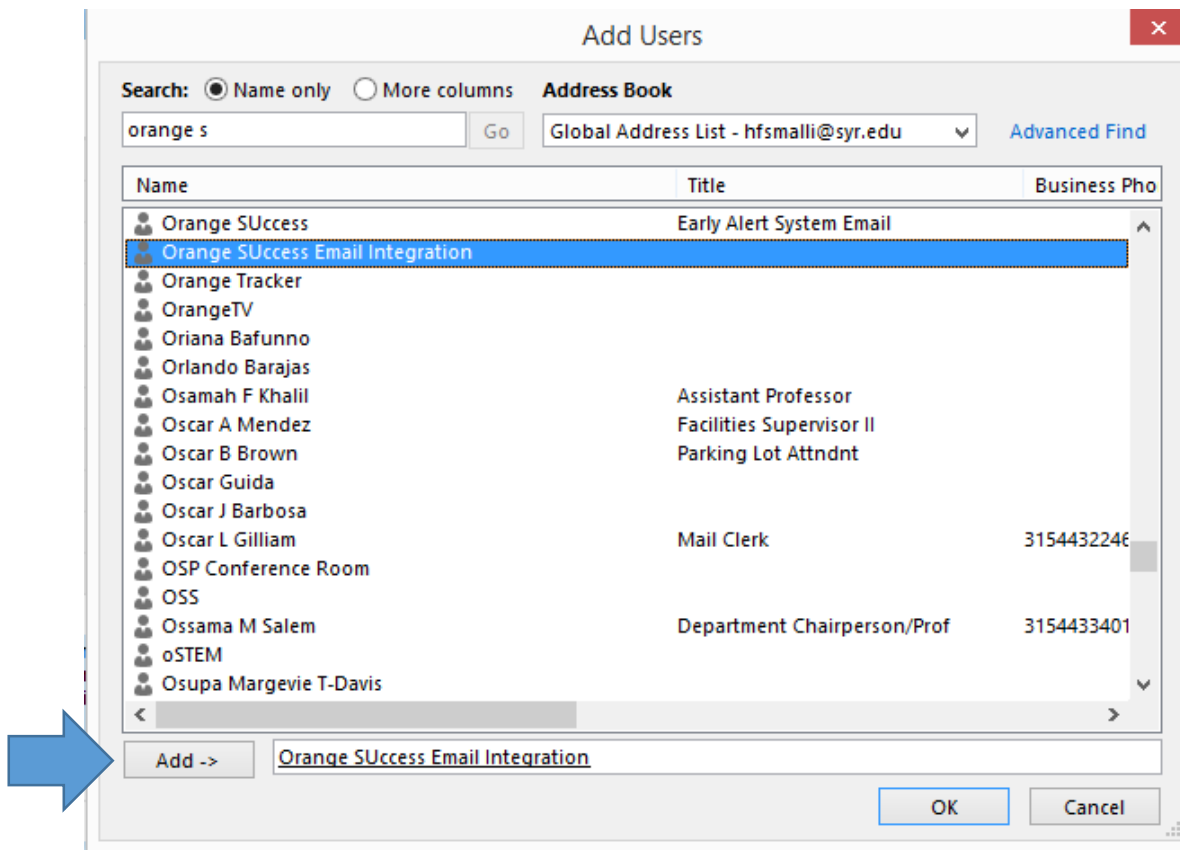 Add Users
Search: Name only More columns Address Book
orange s Go Global Address List - hfsmalli@syr.edu Advanced Find
Name Title Business Pho
Orange SUccess Early Alert System Email
Orange SUccess Email Integration
Orange Tracker
OrangeTV
Oriana Bafunno
Orlando Barajas
Osamah F Khalil Assistant Professor
Oscar A Mendez Facilities Supervisor II
Oscar B Brown Parking Lot Attndnt
Oscar Guida
Oscar J Barbosa
Oscar L Gilliam Mail Clerk 3154432246
OSP Conference Room
OSS
Ossama M Salem Department Chairperson/Prof 3154433401
oSTEM
Osupa Margevie T-Davis
Add -> Orange SUccess Email Integration
OK Cancel